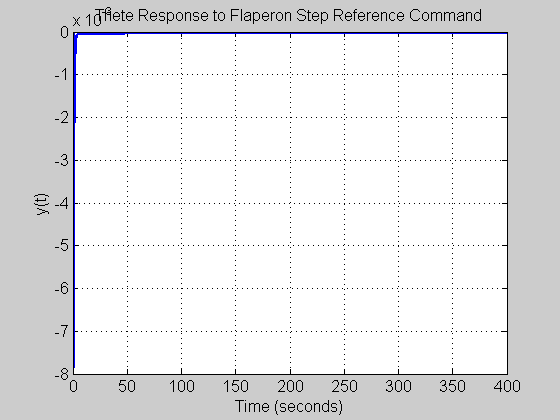 x 10
Thete Response to Flaperon Step Reference Command
0
-1
-2
-3
-4
-5
-6
-7
-8
y(t)
0 50 100 150 200 250 300 350 400
Time (seconds)